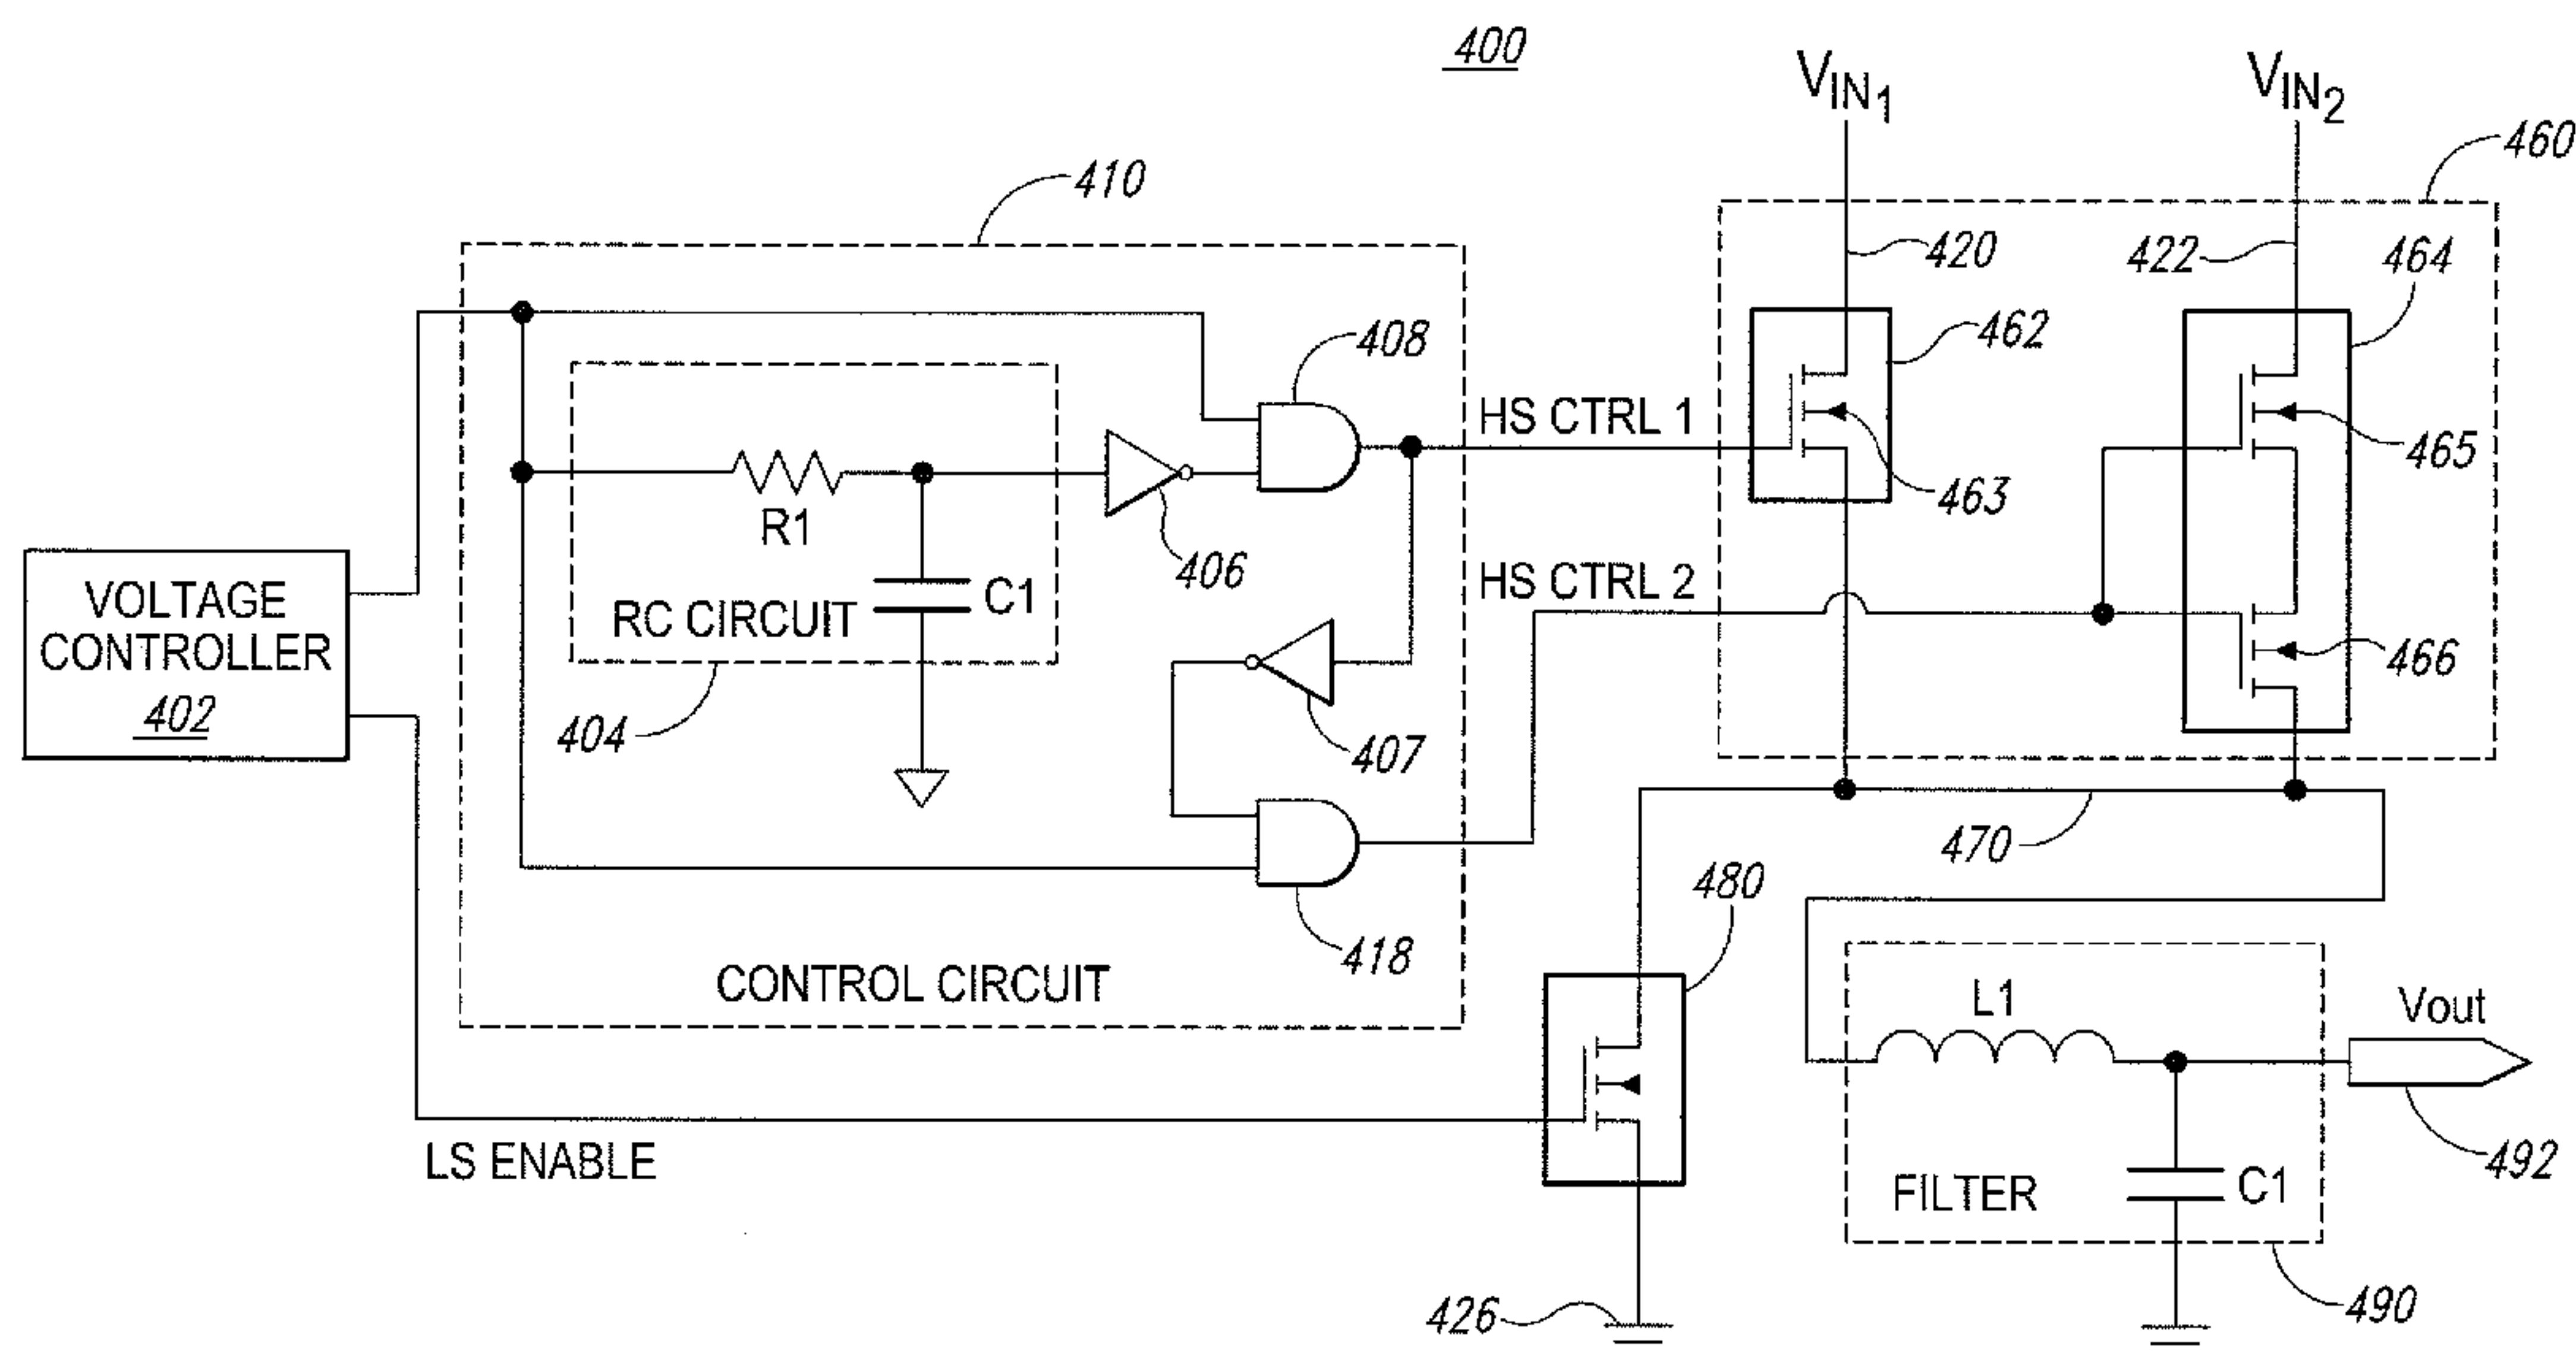 400
VIN1
VIN2
460
410
420
422
464
408
462
HS CTRL 1
463
465
R1
406
HS CTRL 2
C1
RC CIRCUIT
VOLTAGE
CONTROLLER
402
404
407
466
470
480
418
CONTROL CIRCUIT
L1
Vout
LS ENABLE
492
FILTER
C1
426
490